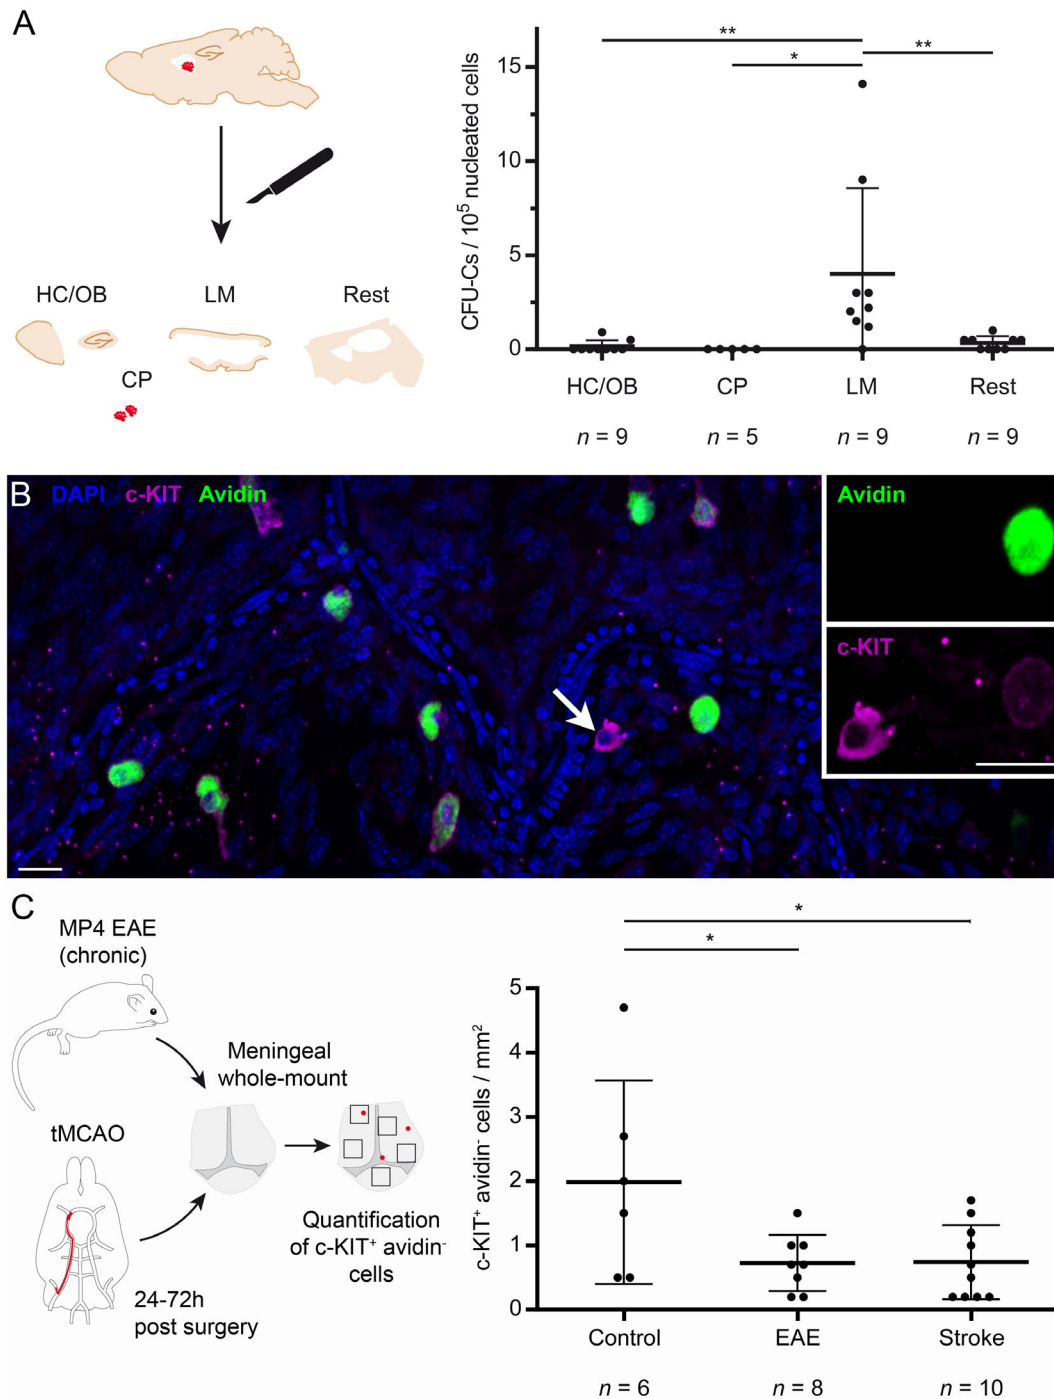 A
HC/OB
LM
Rest
CP
CFU-Cs / 10⁵ nucleated cells
15
10
5
0
**
*
**
HC/OB
CP
LM
Rest
n = 9
n = 5
n = 9
n = 9
B
DAPI c-KIT Avidin
Avidin
c-KIT
C
MP4 EAE
(chronic)
tMCAO
24-72h
post surgery
Meningeal
whole-mount
Quantification
of c-KIT⁺ avidin⁻
cells
c-KIT⁺ avidin⁻ cells / mm²
5
4
3
2
1
0
*
*
Control
EAE
Stroke
n = 6
n = 8
n = 10